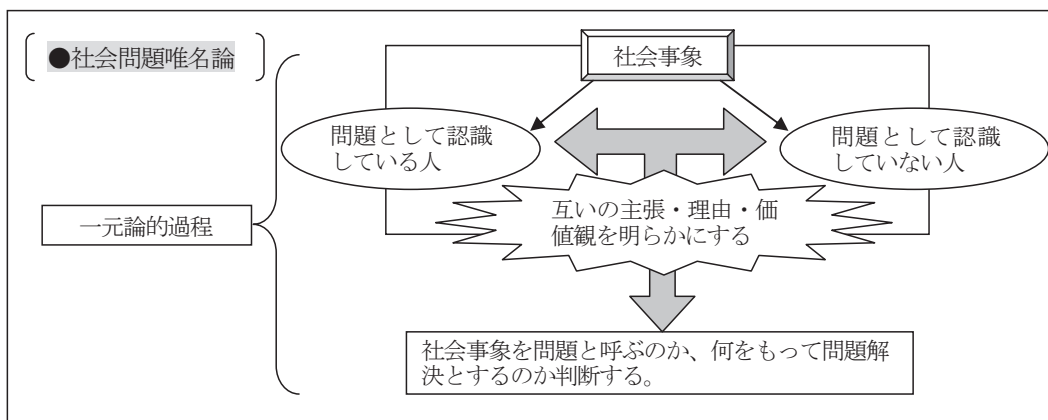 ●社会問題唯名論
社会事象
問題として認識
している人
問題として認識
していない人
互いの主張・理由・価
値観を明らかにする
一元論的過程
社会事象を問題と呼ぶのか、何をもって問題解
決とするのか判断する。